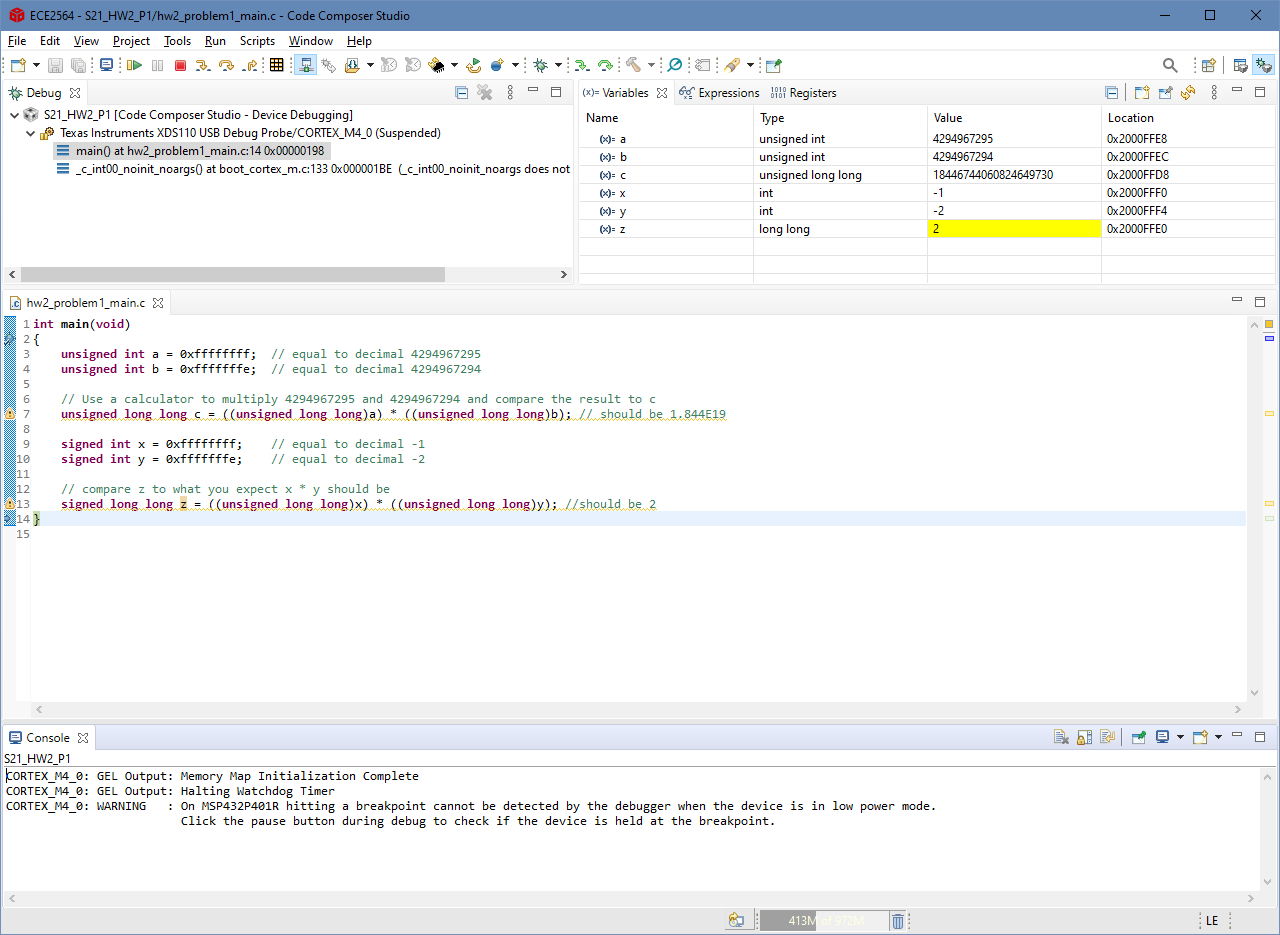 ECE2564 - S21_HW2_P1/hw2_problem1_main.c - Code Composer Studio
File Edit View Project Tools Run Scripts Window Help
Debug
S21_HW2_P1 [Code Composer Studio - Device Debugging]
Texas Instruments XDS110 USB Debug Probe/CORTEX_M4_0 (Suspended)
main() at hw2_problem1_main.c:14 0x00000198
_c_int00_noinit_noargs() at boot_cortex_m.c:133 0x000001BE (_c_int00_noinit_noargs does not
(x)= Variables Expressions 1010 0101 Registers
Name Type Value Location
(x)= a unsigned int 4294967295 0x2000FFE8
(x)= b unsigned int 4294967294 0x2000FFEC
(x)= c unsigned long long 18446744060824649730 0x2000FFD8
(x)= x int -1 0x2000FFF0
(x)= y int -2 0x2000FFF4
(x)= z long long 2 0x2000FFE0
hw2_problem1_main.c
1 int main(void)
2 {
3 unsigned int a = 0xffffffff; // equal to decimal 4294967295
4 unsigned int b = 0xfffffffe; // equal to decimal 4294967294
5
6 // Use a calculator to multiply 4294967295 and 4294967294 and compare the result to c
7 unsigned long long c = ((unsigned long long)a) * ((unsigned long long)b); // should be 1.844E19
8
9 signed int x = 0xffffffff; // equal to decimal -1
10 signed int y = 0xfffffffe; // equal to decimal -2
11
12 // compare z to what you expect x * y should be
13 signed long long z = ((unsigned long long)x) * ((unsigned long long)y); //should be 2
14 }
15
Console
S21_HW2_P1
CORTEX_M4_0: GEL Output: Memory Map Initialization Complete
CORTEX_M4_0: GEL Output: Halting Watchdog Timer
CORTEX_M4_0: WARNING : On MSP432P401R hitting a breakpoint cannot be detected by the debugger when the device is in low power mode.
Click the pause button during debug to check if the device is held at the breakpoint.
413M of 972M
LE